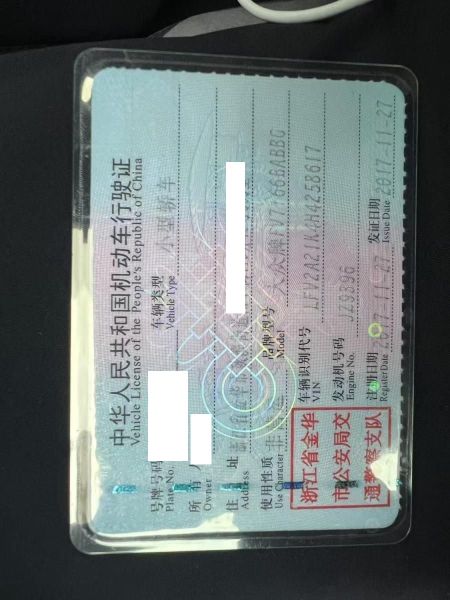 中华人民共和国机动车行驶证
Vehicle License of the People's Republic of China
号牌号码
Plate No.
车辆类型 小型轿车
Vehicle Type
所有人
Owner
住址
Address
使用性质
Use Character
品牌型号 大众牌FV7166BABBG
Model
车辆识别代号
VIN
LFV2A21K4H4258617
发动机号码 JZ9396
Engine No.
注册日期 2017-11-27
Register Date
发证日期 2017-11-27
Issue Date
浙江省金华
市公安局交
通警察支队